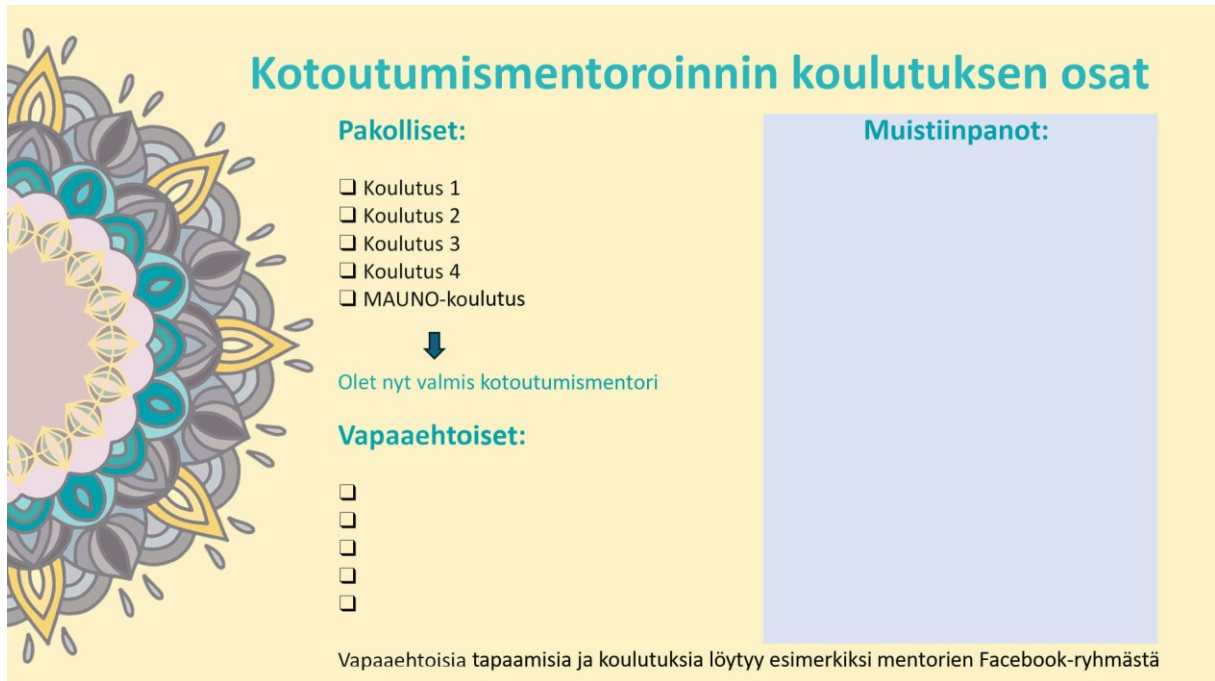 Kotoutumismentoroinnin koulutuksen osat
Pakolliset:
❑ Koulutus 1
❑ Koulutus 2
❑ Koulutus 3
❑ Koulutus 4
❑ MAUNO-koulutus
Olet nyt valmis kotoutumismentori
Vapaaehtoiset:
❑
❑
❑
❑
❑
Muistiinpanot:
Vapaaehtoisia tapaamisia ja koulutuksia löytyy esimerkiksi mentorien Facebook-ryhmästä